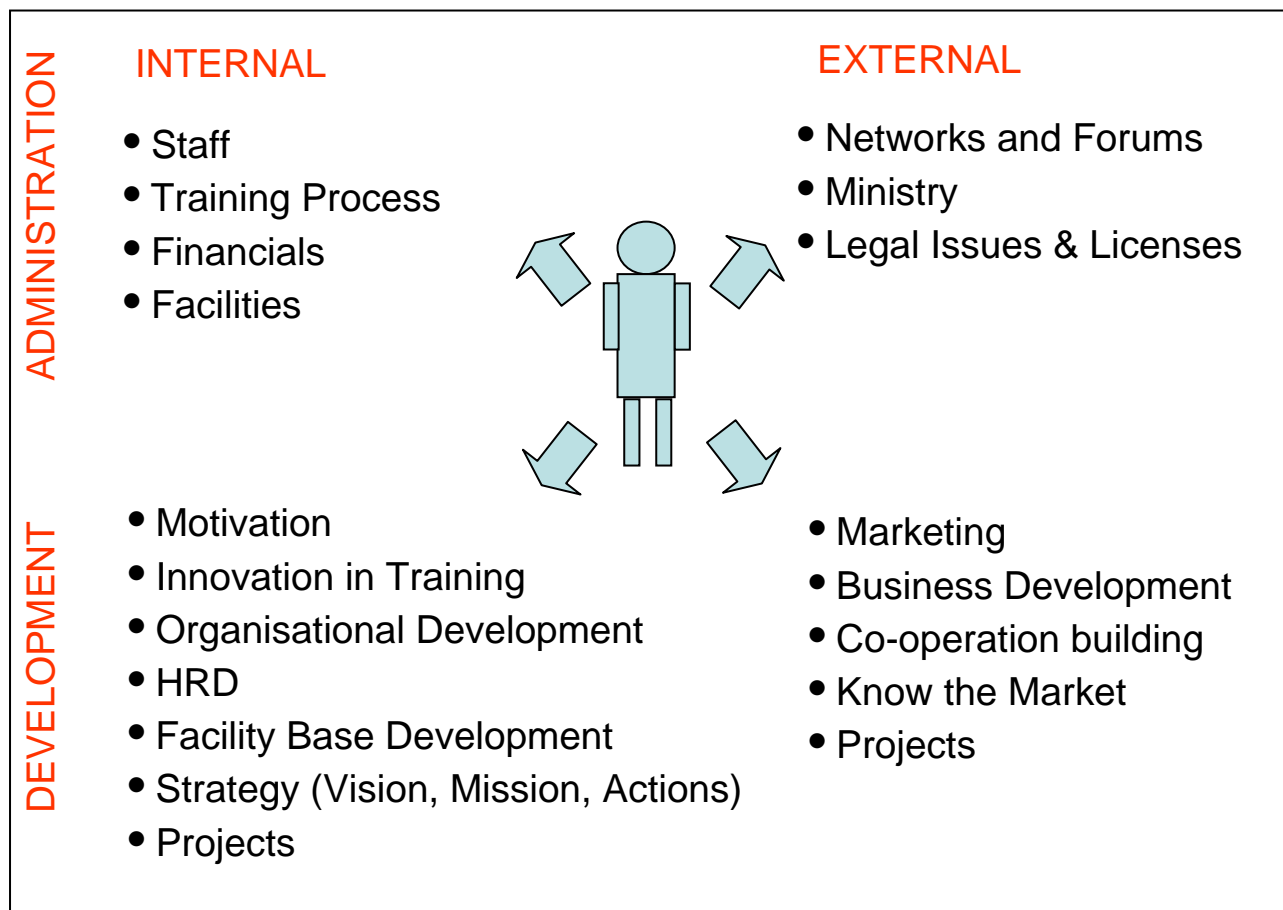 ADMINISTRATION
INTERNAL
• Staff
• Training Process
• Financials
• Facilities
EXTERNAL
• Networks and Forums
• Ministry
• Legal Issues & Licenses
DEVELOPMENT
• Motivation
• Innovation in Training
• Organisational Development
• HRD
• Facility Base Development
• Strategy (Vision, Mission, Actions)
• Projects
• Marketing
• Business Development
• Co-operation building
• Know the Market
• Projects